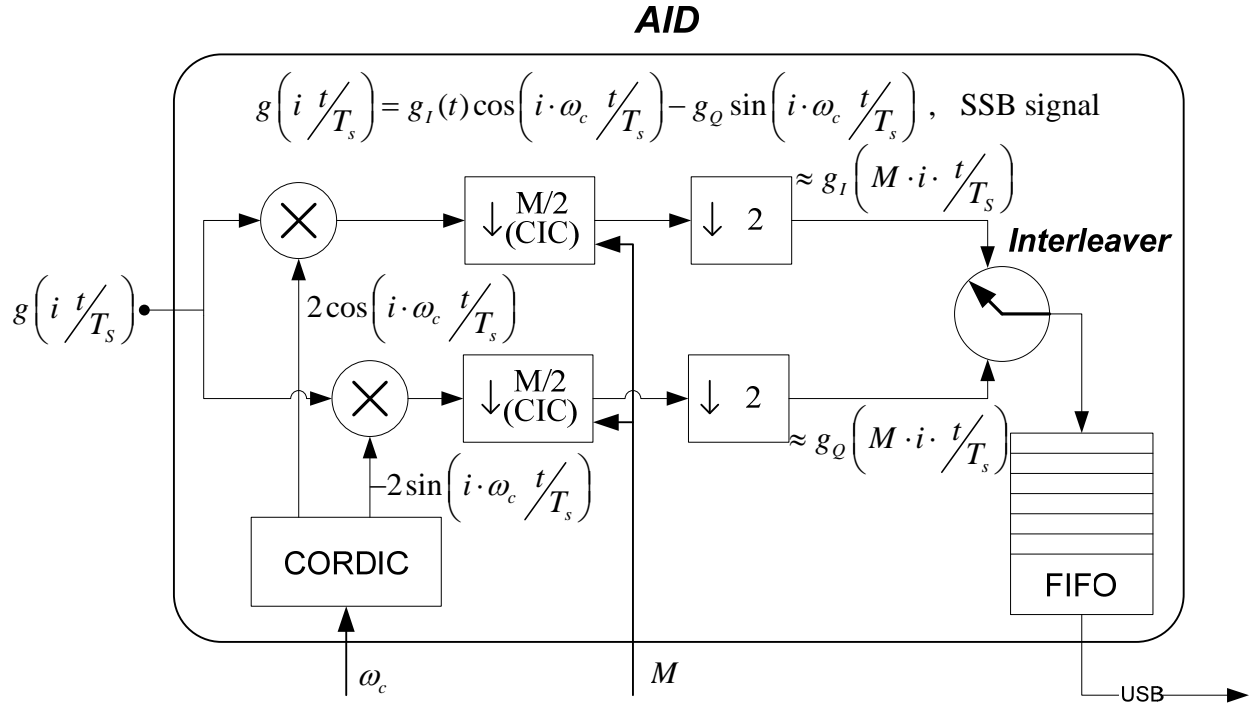 AID
g(i t/T_s) = g_I(t)cos(i·ω_c t/T_s) − g_Q sin(i·ω_c t/T_s) , SSB signal
≈ g_I(M·i· t/T_S)
↓ M/2 (CIC)
↓ 2
Interleaver
g(i t/T_S)
2cos(i·ω_c t/T_s)
↓ M/2 (CIC)
↓ 2
≈ g_Q(M·i· t/T_s)
−2sin(i·ω_c t/T_s)
CORDIC
FIFO
ω_c
M
USB